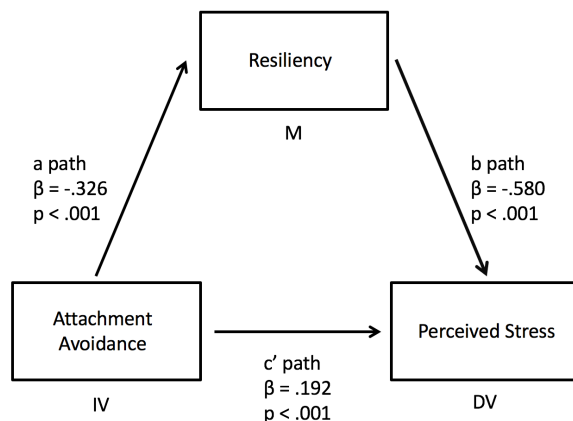 Resiliency
M
a path
β = -.326
p < .001
b path
β = -.580
p < .001
Attachment
Avoidance
IV
c’ path
β = .192
p < .001
Perceived Stress
DV